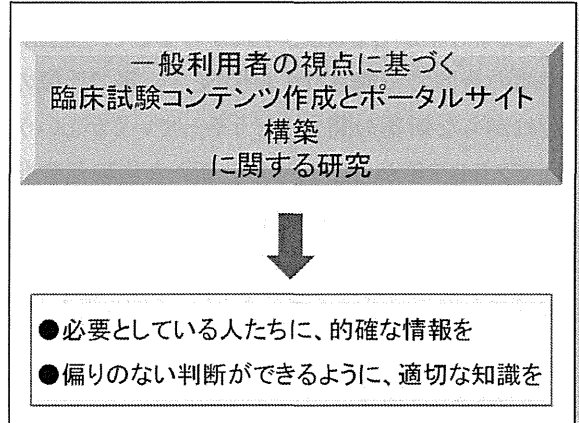 一般利用者の視点に基づく
臨床試験コンテンツ作成とポータルサイト
構築
に関する研究
●必要としている人たちに、的確な情報を
●偏りのない判断ができるように、適切な知識を